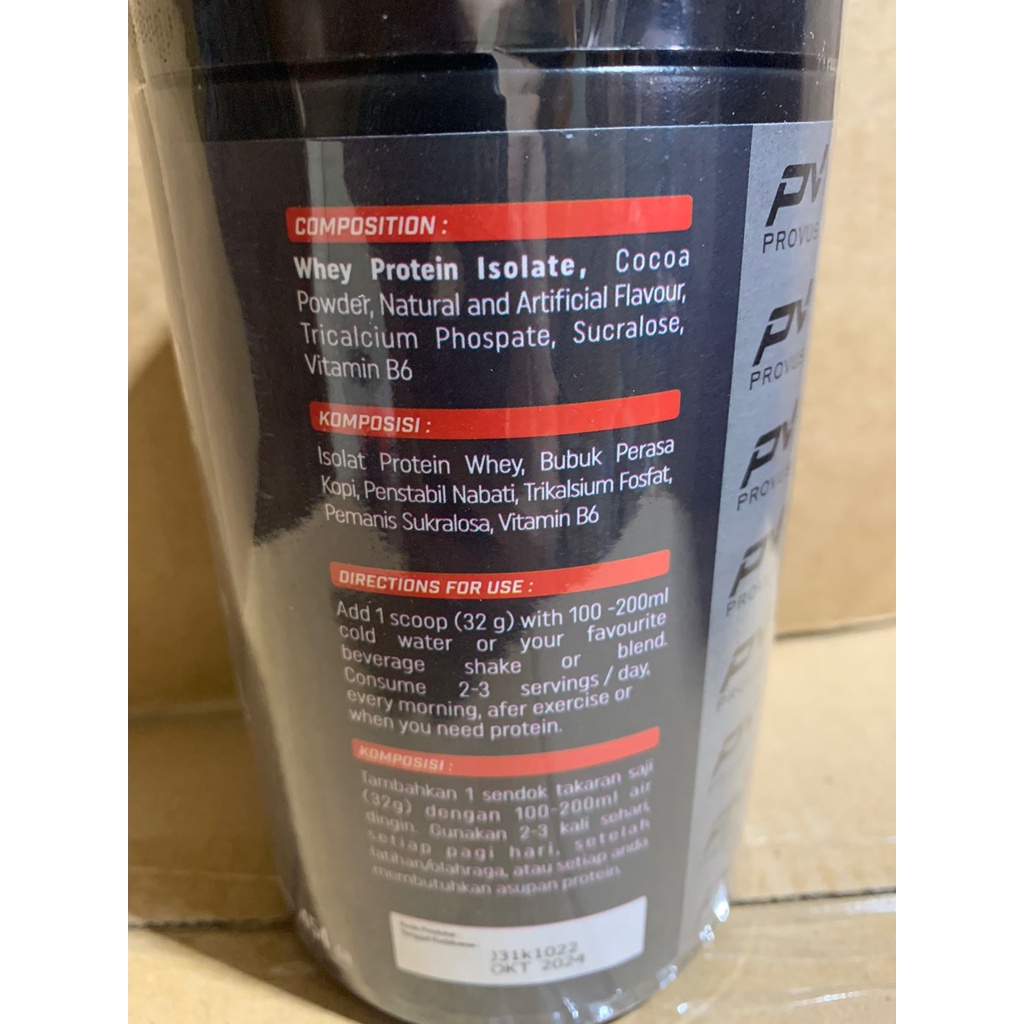 COMPOSITION :
Whey Protein Isolate, Cocoa
Powder, Natural and Artificial Flavour,
Tricalcium Phospate, Sucralose,
Vitamin B6
KOMPOSISI :
Isolat Protein Whey, Bubuk Perasa
Kopi, Penstabil Nabati, Trikalsium Fosfat,
Pemanis Sukralosa, Vitamin B6
DIRECTIONS FOR USE :
Add 1 scoop (32 g) with 100 -200ml
cold water or your favourite
beverage shake or blend.
Consume 2-3 servings / day,
every morning, afer exercise or
when you need protein.
KOMPOSISI :
Tambahkan 1 sendok takaran saji
(32g) dengan 100-200ml air
dingin. Gunakan 2-3 kali sehari,
setiap pagi hari, setelah
latihan/olahraga, atau setiap anda
membutuhkan asupan protein.
J31k1022
OKT 2024
PV
PROVUS
PV
PROVUS
PV
PROV
PV
PRO